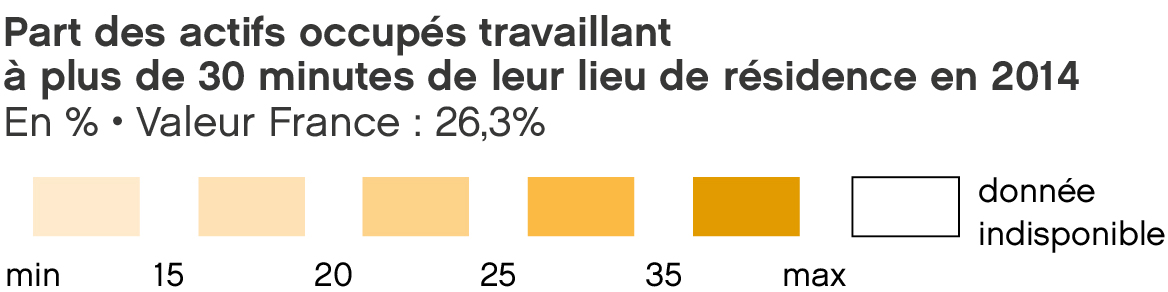 Part des actifs occupés travaillant
à plus de 30 minutes de leur lieu de résidence en 2014
En % • Valeur France : 26,3%
donnée
indisponible
min 15 20 25 35 max